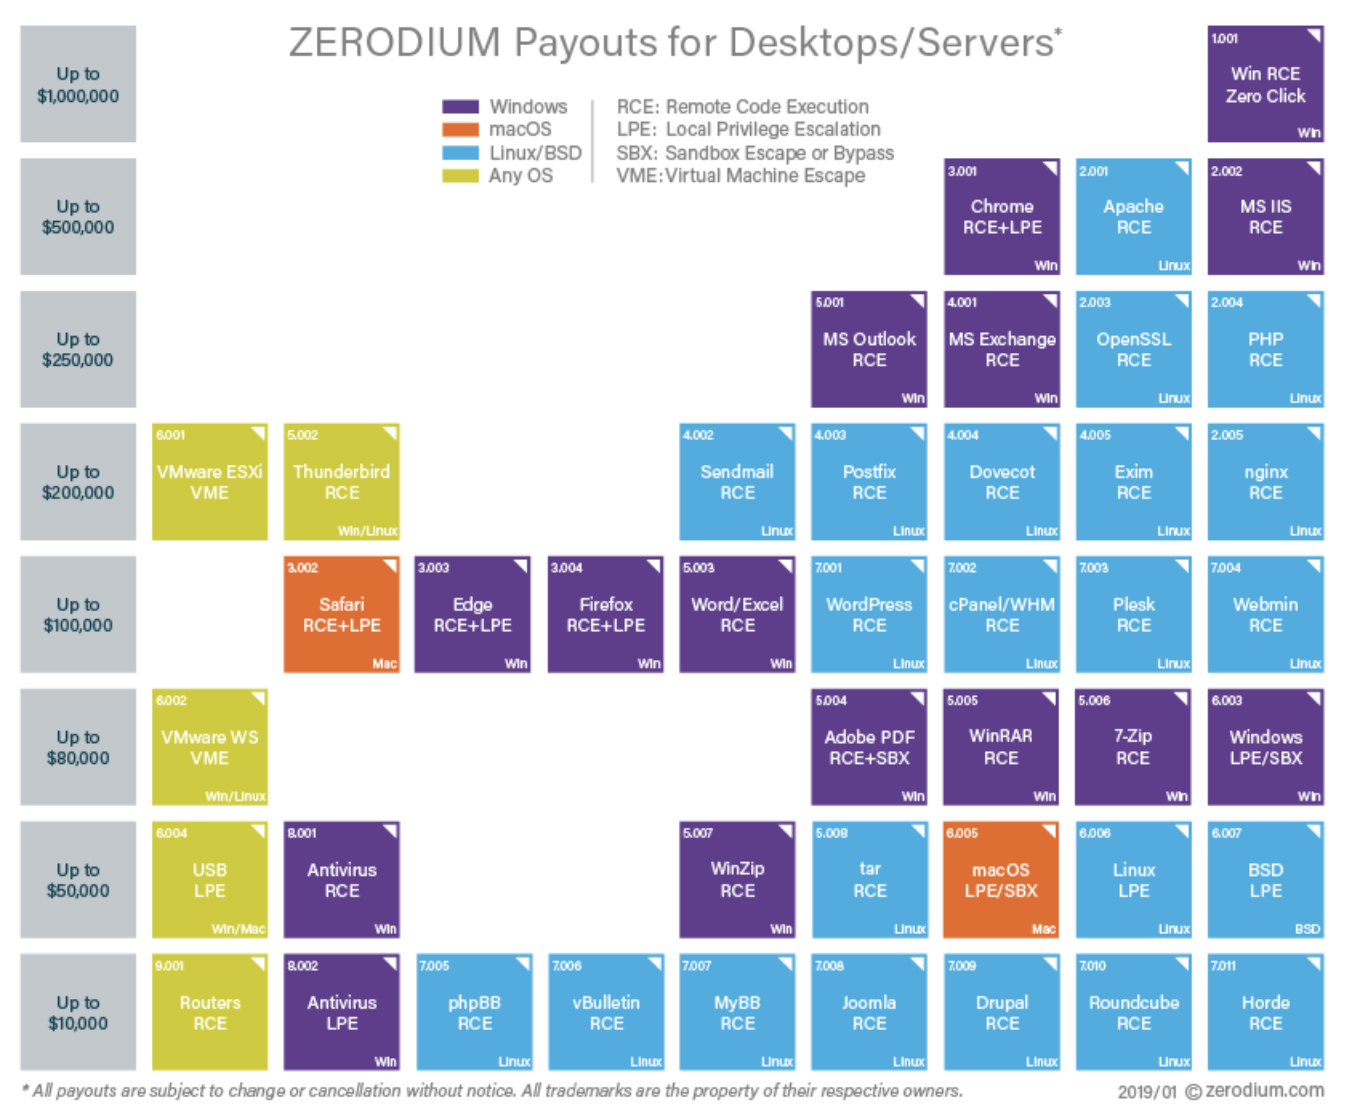 ZERODIUM Payouts for Desktops/Servers*
Windows
macOS
Linux/BSD
Any OS
RCE: Remote Code Execution
LPE: Local Privilege Escalation
SBX: Sandbox Escape or Bypass
VME: Virtual Machine Escape
Up to
$1,000,000
1.001
Win RCE
Zero Click
Win
Up to
$500,000
3.001
Chrome
RCE+LPE
Win
2.001
Apache
RCE
Linux
2.002
MS IIS
RCE
Win
Up to
$250,000
5.001
MS Outlook
RCE
Win
4.001
MS Exchange
RCE
Win
2.003
OpenSSL
RCE
Linux
2.004
PHP
RCE
Linux
Up to
$200,000
6.001
VMware ESXi
VME
5.002
Thunderbird
RCE
Win/Linux
4.002
Sendmail
RCE
Linux
4.003
Postfix
RCE
Linux
4.004
Dovecot
RCE
Linux
4.005
Exim
RCE
Linux
2.005
nginx
RCE
Linux
Up to
$100,000
3.002
Safari
RCE+LPE
Mac
3.003
Edge
RCE+LPE
Win
3.004
Firefox
RCE+LPE
Win
5.003
Word/Excel
RCE
Win
7.001
WordPress
RCE
Linux
7.002
cPanel/WHM
RCE
Linux
7.003
Plesk
RCE
Linux
7.004
Webmin
RCE
Linux
Up to
$80,000
6.002
VMware WS
VME
Win/Linux
5.004
Adobe PDF
RCE+SBX
Win
5.005
WinRAR
RCE
Win
5.006
7-Zip
RCE
Win
6.003
Windows
LPE/SBX
Win
Up to
$50,000
6.004
USB
LPE
Win/Mac
8.001
Antivirus
RCE
Win
5.007
WinZip
RCE
Win
5.008
tar
RCE
Linux
6.005
macOS
LPE/SBX
Mac
6.006
Linux
LPE
Linux
6.007
BSD
LPE
BSD
Up to
$10,000
9.001
Routers
RCE
8.002
Antivirus
LPE
Win
7.005
phpBB
RCE
Linux
7.006
vBulletin
RCE
Linux
7.007
MyBB
RCE
Linux
7.008
Joomla
RCE
Linux
7.009
Drupal
RCE
Linux
7.010
Roundcube
RCE
Linux
7.011
Horde
RCE
Linux
* All payouts are subject to change or cancellation without notice. All trademarks are the property of their respective owners.
2019/01 © zerodium.com